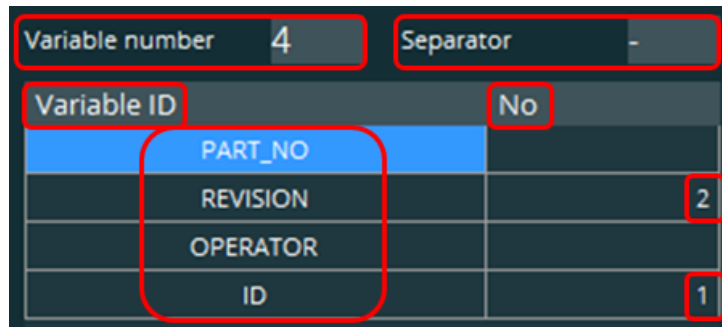 Variable number 4 Separator -
Variable ID No
PART_NO
REVISION 2
OPERATOR
ID 1